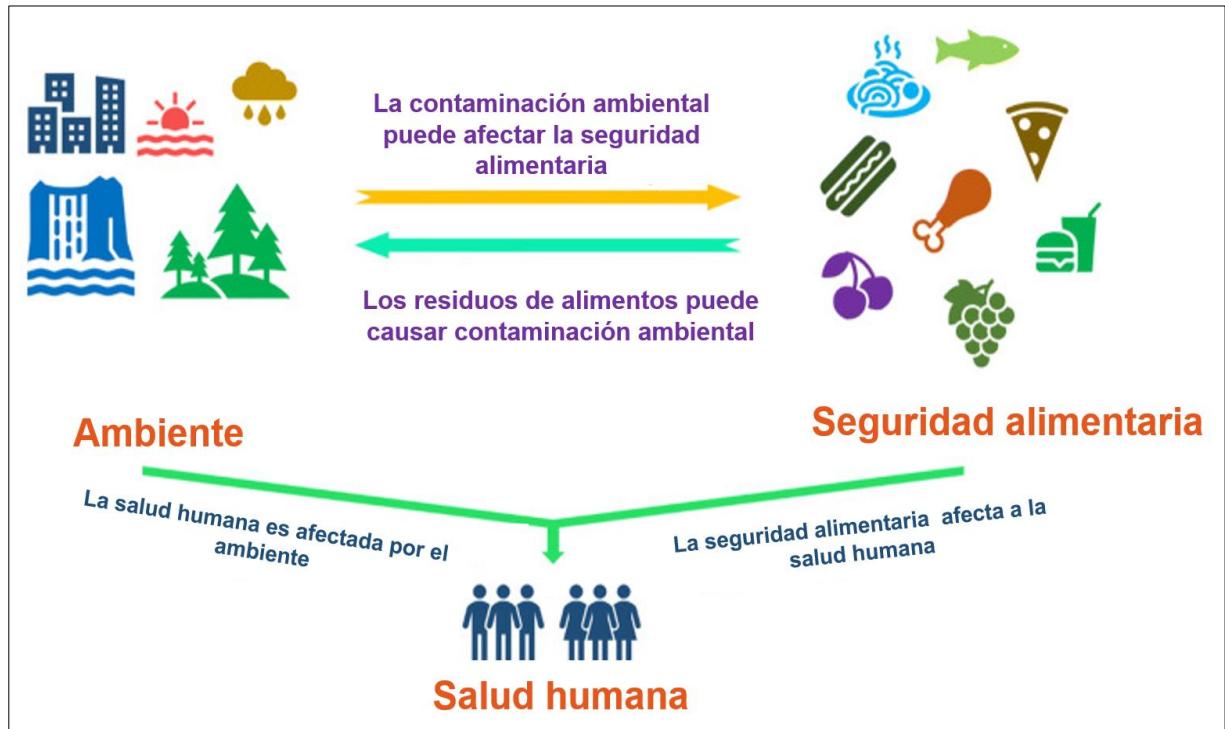 La contaminación ambiental
puede afectar la seguridad
alimentaria
Los residuos de alimentos puede
causar contaminación ambiental
Ambiente
Seguridad alimentaria
La salud humana es afectada por el
ambiente
La seguridad alimentaria afecta a la
salud humana
Salud humana